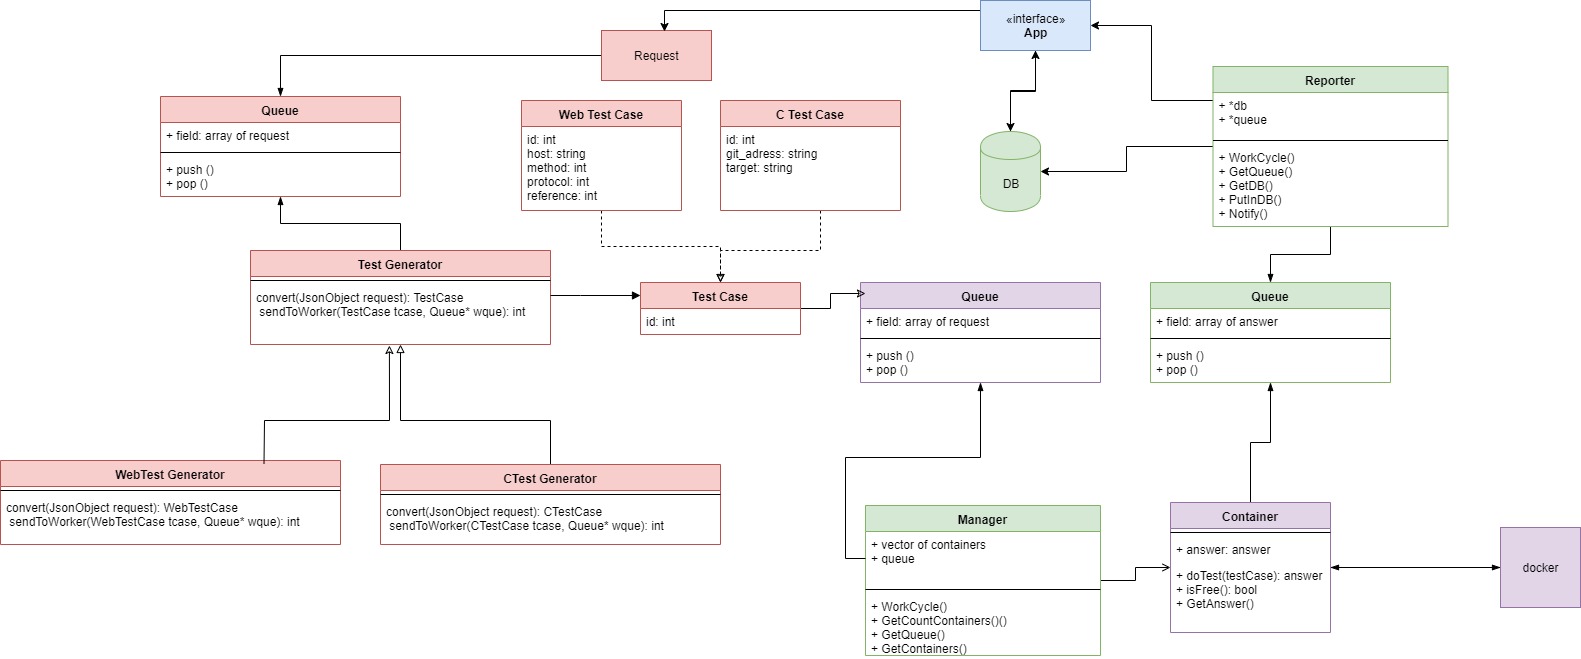 «interface»
App
Request
Reporter
+ *db
+ *queue
+ WorkCycle()
+ GetQueue()
+ GetDB()
+ PutInDB()
+ Notify()
Queue
+ field: array of request
+ push ()
+ pop ()
Web Test Case
id: int
host: string
method: int
protocol: int
reference: int
C Test Case
id: int
git_adress: string
target: string
DB
Test Generator
convert(JsonObject request): TestCase
sendToWorker(TestCase tcase, Queue* wque): int
Test Case
id: int
Queue
+ field: array of request
+ push ()
+ pop ()
Queue
+ field: array of answer
+ push ()
+ pop ()
WebTest Generator
convert(JsonObject request): WebTestCase
sendToWorker(WebTestCase tcase, Queue* wque): int
CTest Generator
convert(JsonObject request): CTestCase
sendToWorker(CTestCase tcase, Queue* wque): int
Manager
+ vector of containers
+ queue
+ WorkCycle()
+ GetCountContainers()()
+ GetQueue()
+ GetContainers()
Container
+ answer: answer
+ doTest(testCase): answer
+ isFree(): bool
+ GetAnswer()
docker